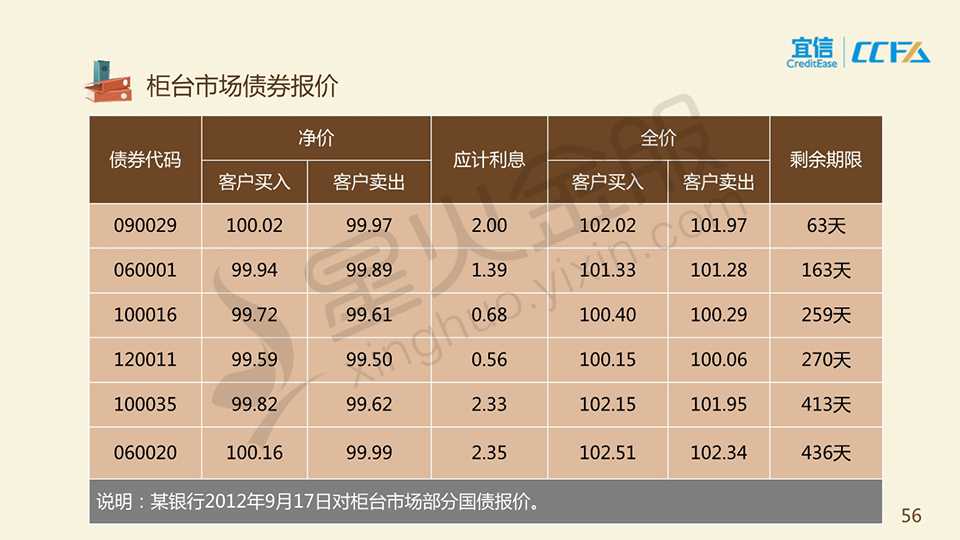 宜信
CreditEase
CCFA
柜台市场债券报价
债券代码 净价 应计利息 全价 剩余期限
客户买入 客户卖出 客户买入 客户卖出
090029 100.02 99.97 2.00 102.02 101.97 63天
060001 99.94 99.89 1.39 101.33 101.28 163天
100016 99.72 99.61 0.68 100.40 100.29 259天
120011 99.59 99.50 0.56 100.15 100.06 270天
100035 99.82 99.62 2.33 102.15 101.95 413天
060020 100.16 99.99 2.35 102.51 102.34 436天
说明：某银行2012年9月17日对柜台市场部分国债报价。
56
星火金服
xinghuo.yixin.com